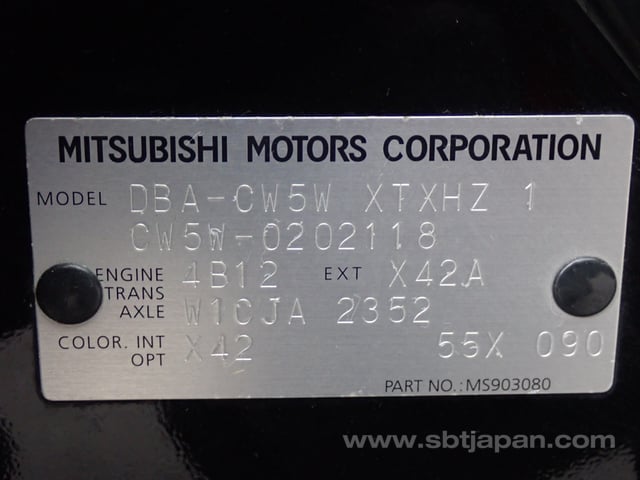 MITSUBISHI MOTORS CORPORATION
MODEL DBA-CW5W XTXHZ 1
CW5W-0202118
ENGINE 4B12 EXT X42A
TRANS AXLE W1CJA 2352
COLOR. INT OPT X42 55X 090
PART NO.: MS903080
www.sbtjapan.com